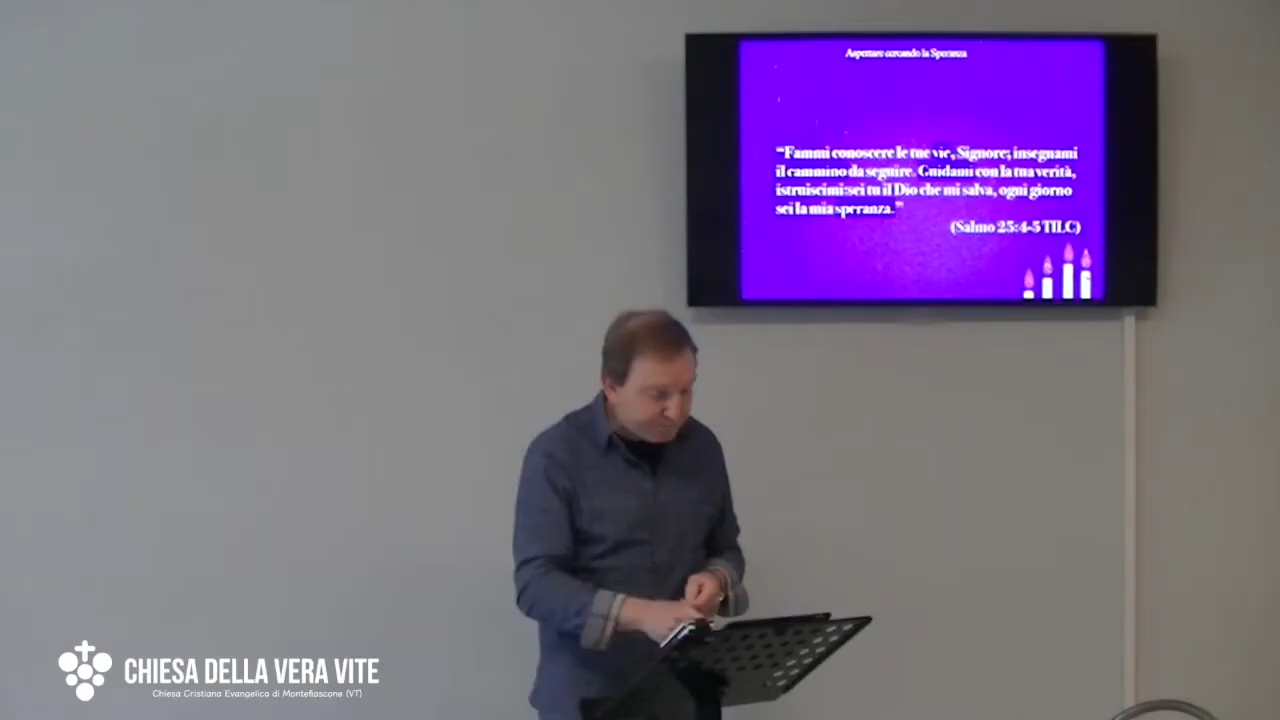 Aspettare cercando la Speranza
“Fammi conoscere le tue vie, Signore; insegnami
il cammino da seguire. Guidami con la tua verità,
istruiscimi:sei tu il Dio che mi salva, ogni giorno
sei la mia speranza.”
(Salmo 25:4-5 TILC)
CHIESA DELLA VERA VITE
Chiesa Cristiana Evangelica di Montefiascone (VT)